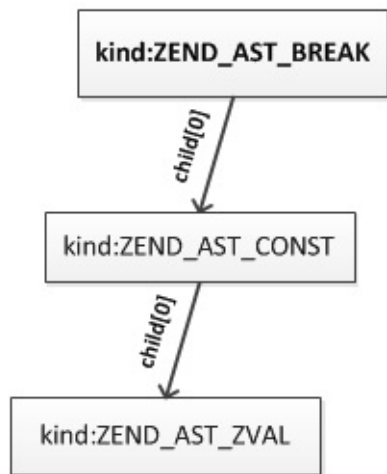 kind:ZEND_AST_BREAK
child[0]
kind:ZEND_AST_CONST
child[0]
kind:ZEND_AST_ZVAL